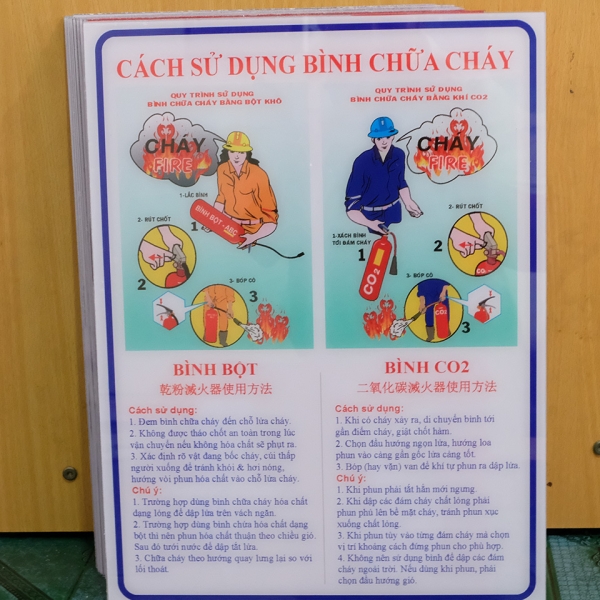 CÁCH SỬ DỤNG BÌNH CHỮA CHÁY
QUY TRÌNH SỬ DỤNG
BÌNH CHỮA CHÁY BẰNG BỘT KHÔ
CHÁY
FIRE
1-LẮC BÌNH
BÌNH BỘT - ABC
1
2- RÚT CHỐT
2
3- BÓP CÒ
3
QUY TRÌNH SỬ DỤNG
BÌNH CHỮA CHÁY BẰNG KHÍ CO2
CHÁY
FIRE
1-XÁCH BÌNH
TỚI ĐÁM CHÁY
1
CO2
2- RÚT CHỐT
2
CO
3- BÓP CÒ
CO2
3
BÌNH BỘT
乾粉滅火器使用方法
Cách sử dụng:
1. Đem bình chữa cháy đến chỗ lửa cháy.
2. Không được tháo chốt an toàn trong lúc
vận chuyển nếu không hóa chất sẽ phụt ra.
3. Xác định rõ vật đang bốc cháy, cúi thấp
người xuống để tránh khói & hơi nóng,
hướng vòi phun hóa chất vào chỗ lửa cháy.
Chú ý:
1. Trường hợp dùng bình chữa cháy hóa chất
dạng lỏng để dập lửa trên vách ngăn.
2. Trường hợp dùng bình chứa hóa chất dạng
bột thì nên phun hóa chất thuận theo chiều gió.
Sau đó tưới nước để dập tắt lửa.
3. Chữa cháy theo hướng quay lưng lại so với
lối thoát.
BÌNH CO2
二氧化碳滅火器使用方法
Cách sử dụng:
1. Khi có cháy xảy ra, di chuyển bình tới
gần điểm cháy, giật chốt hãm.
2. Chọn đầu hướng ngọn lửa, hướng loa
phun vào càng gần gốc lửa càng tốt.
3. Bóp (hay vặn) van để khí tự phun ra dập lửa.
Chú ý:
1. Khi phun phải tắt hẳn mới ngưng.
2. Khi dập các đám cháy chất lỏng phải
phun phủ lên bề mặt cháy, tránh phun xục
xuống chất lỏng.
3. Khi phun tùy vào từng đám cháy mà chọn
vị trí khoảng cách đứng phun cho phù hợp.
4. Không nên sử dụng bình để dập các đám
cháy ngoài trời. Nếu dùng khi phun, phải
chọn đầu hướng gió.